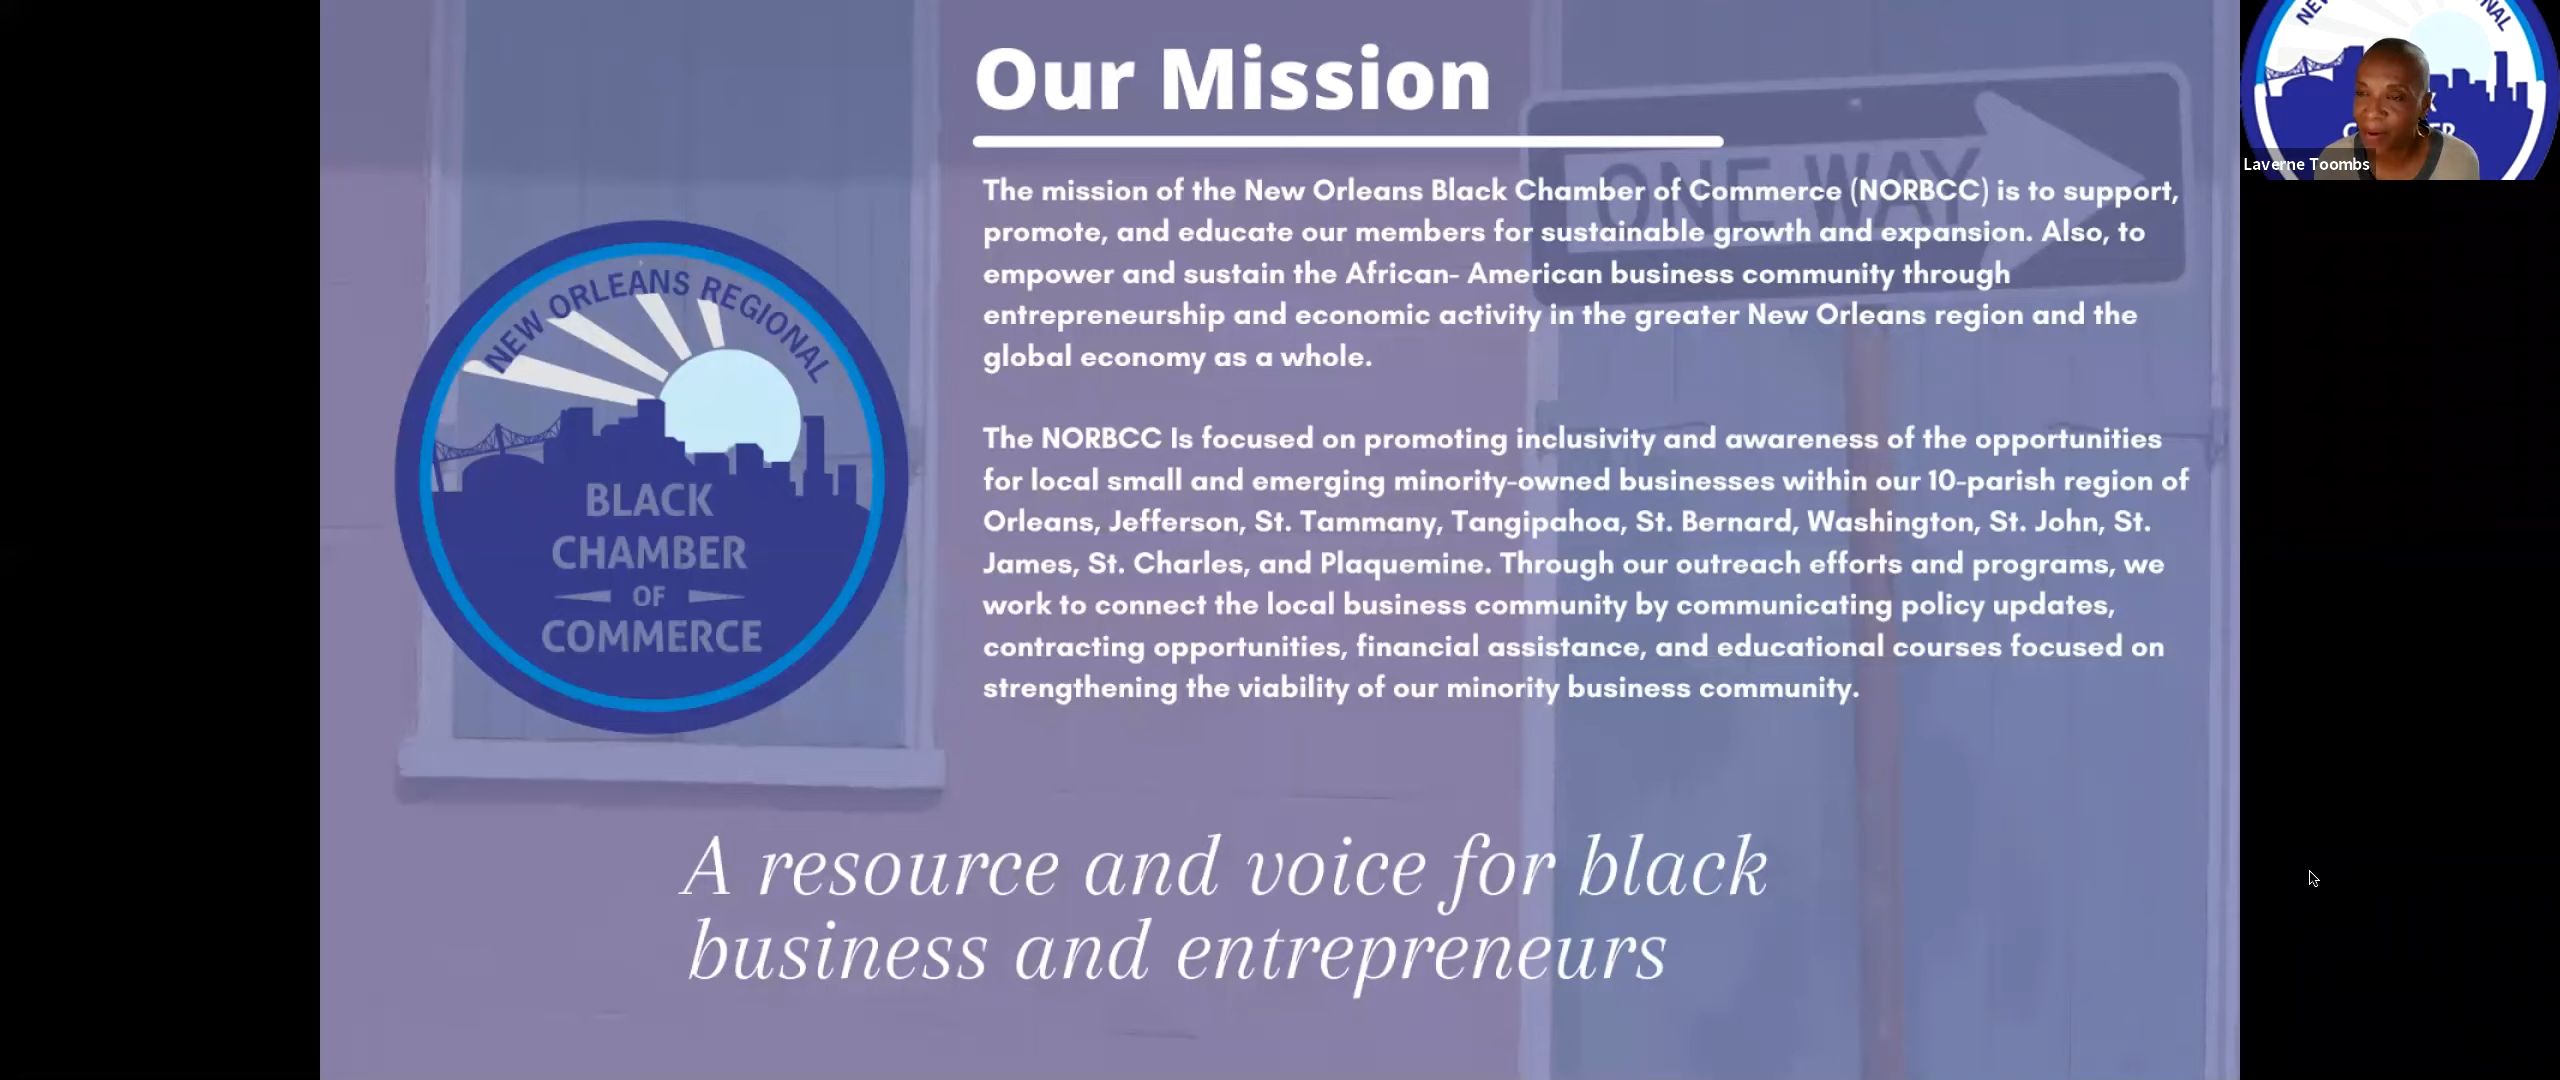 Our Mission
The mission of the New Orleans Black Chamber of Commerce (NORBCC) is to support,
promote, and educate our members for sustainable growth and expansion. Also, to
empower and sustain the African- American business community through
entrepreneurship and economic activity in the greater New Orleans region and the
global economy as a whole.
The NORBCC Is focused on promoting inclusivity and awareness of the opportunities
for local small and emerging minority-owned businesses within our 10-parish region of
Orleans, Jefferson, St. Tammany, Tangipahoa, St. Bernard, Washington, St. John, St.
James, St. Charles, and Plaquemine. Through our outreach efforts and programs, we
work to connect the local business community by communicating policy updates,
contracting opportunities, financial assistance, and educational courses focused on
strengthening the viability of our minority business community.
ONE WAY
NEW ORLEANS REGIONAL
BLACK
CHAMBER
OF
COMMERCE
A resource and voice for black
business and entrepreneurs
Laverne Toombs